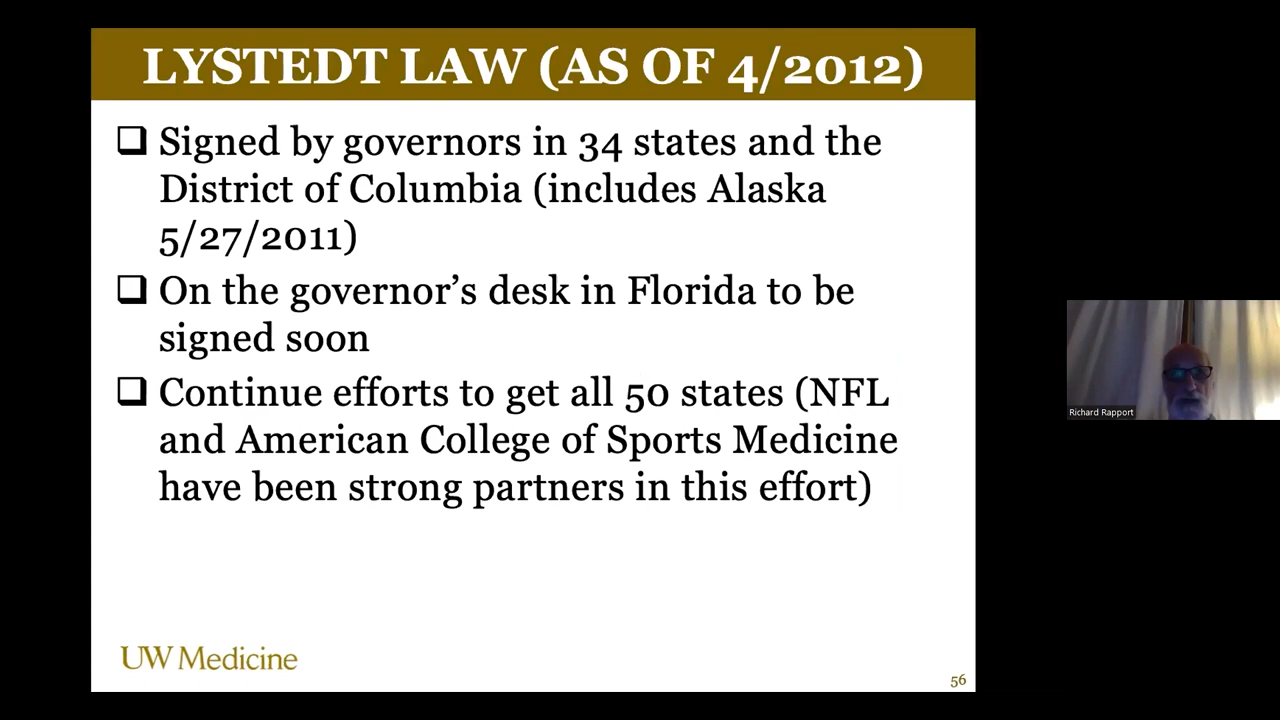 LYSTEDT LAW (AS OF 4/2012)
Signed by governors in 34 states and the
District of Columbia (includes Alaska
5/27/2011)
On the governor’s desk in Florida to be
signed soon
Continue efforts to get all 50 states (NFL
and American College of Sports Medicine
have been strong partners in this effort)
UW Medicine
56
Richard Rapport